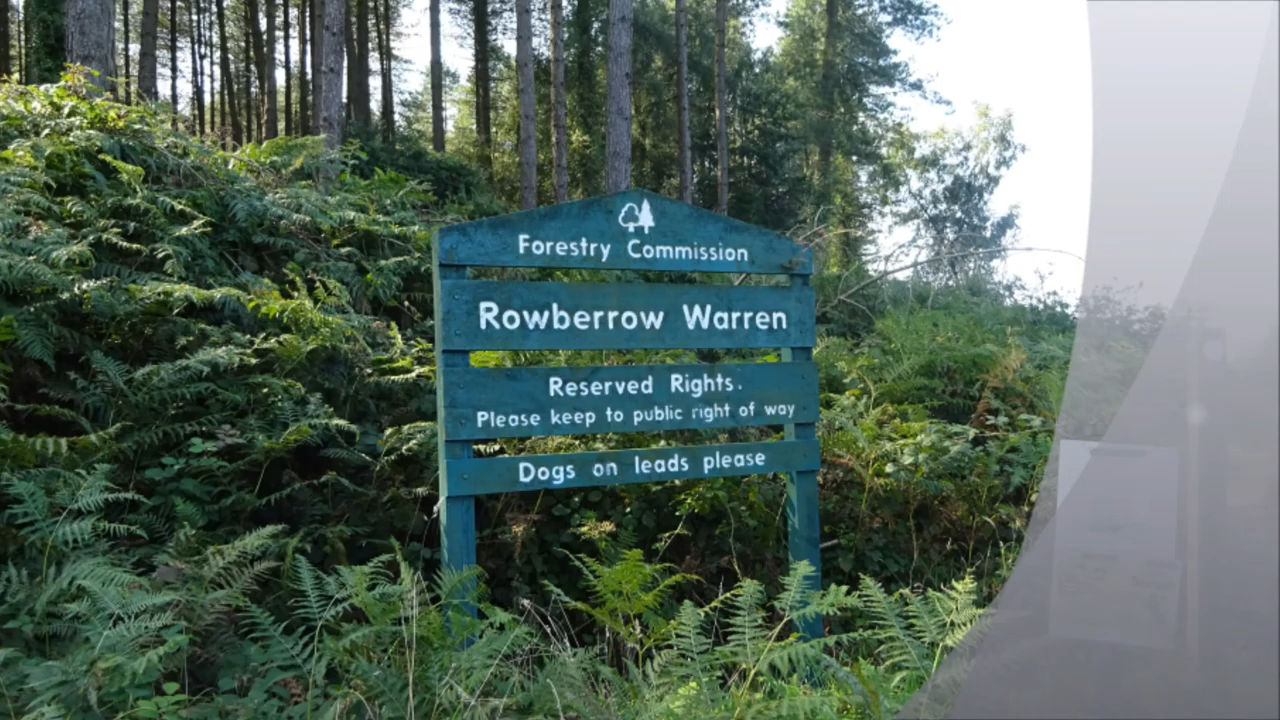 Forestry Commission
Rowberrow Warren
Reserved Rights.
Please keep to public right of way
Dogs on leads please